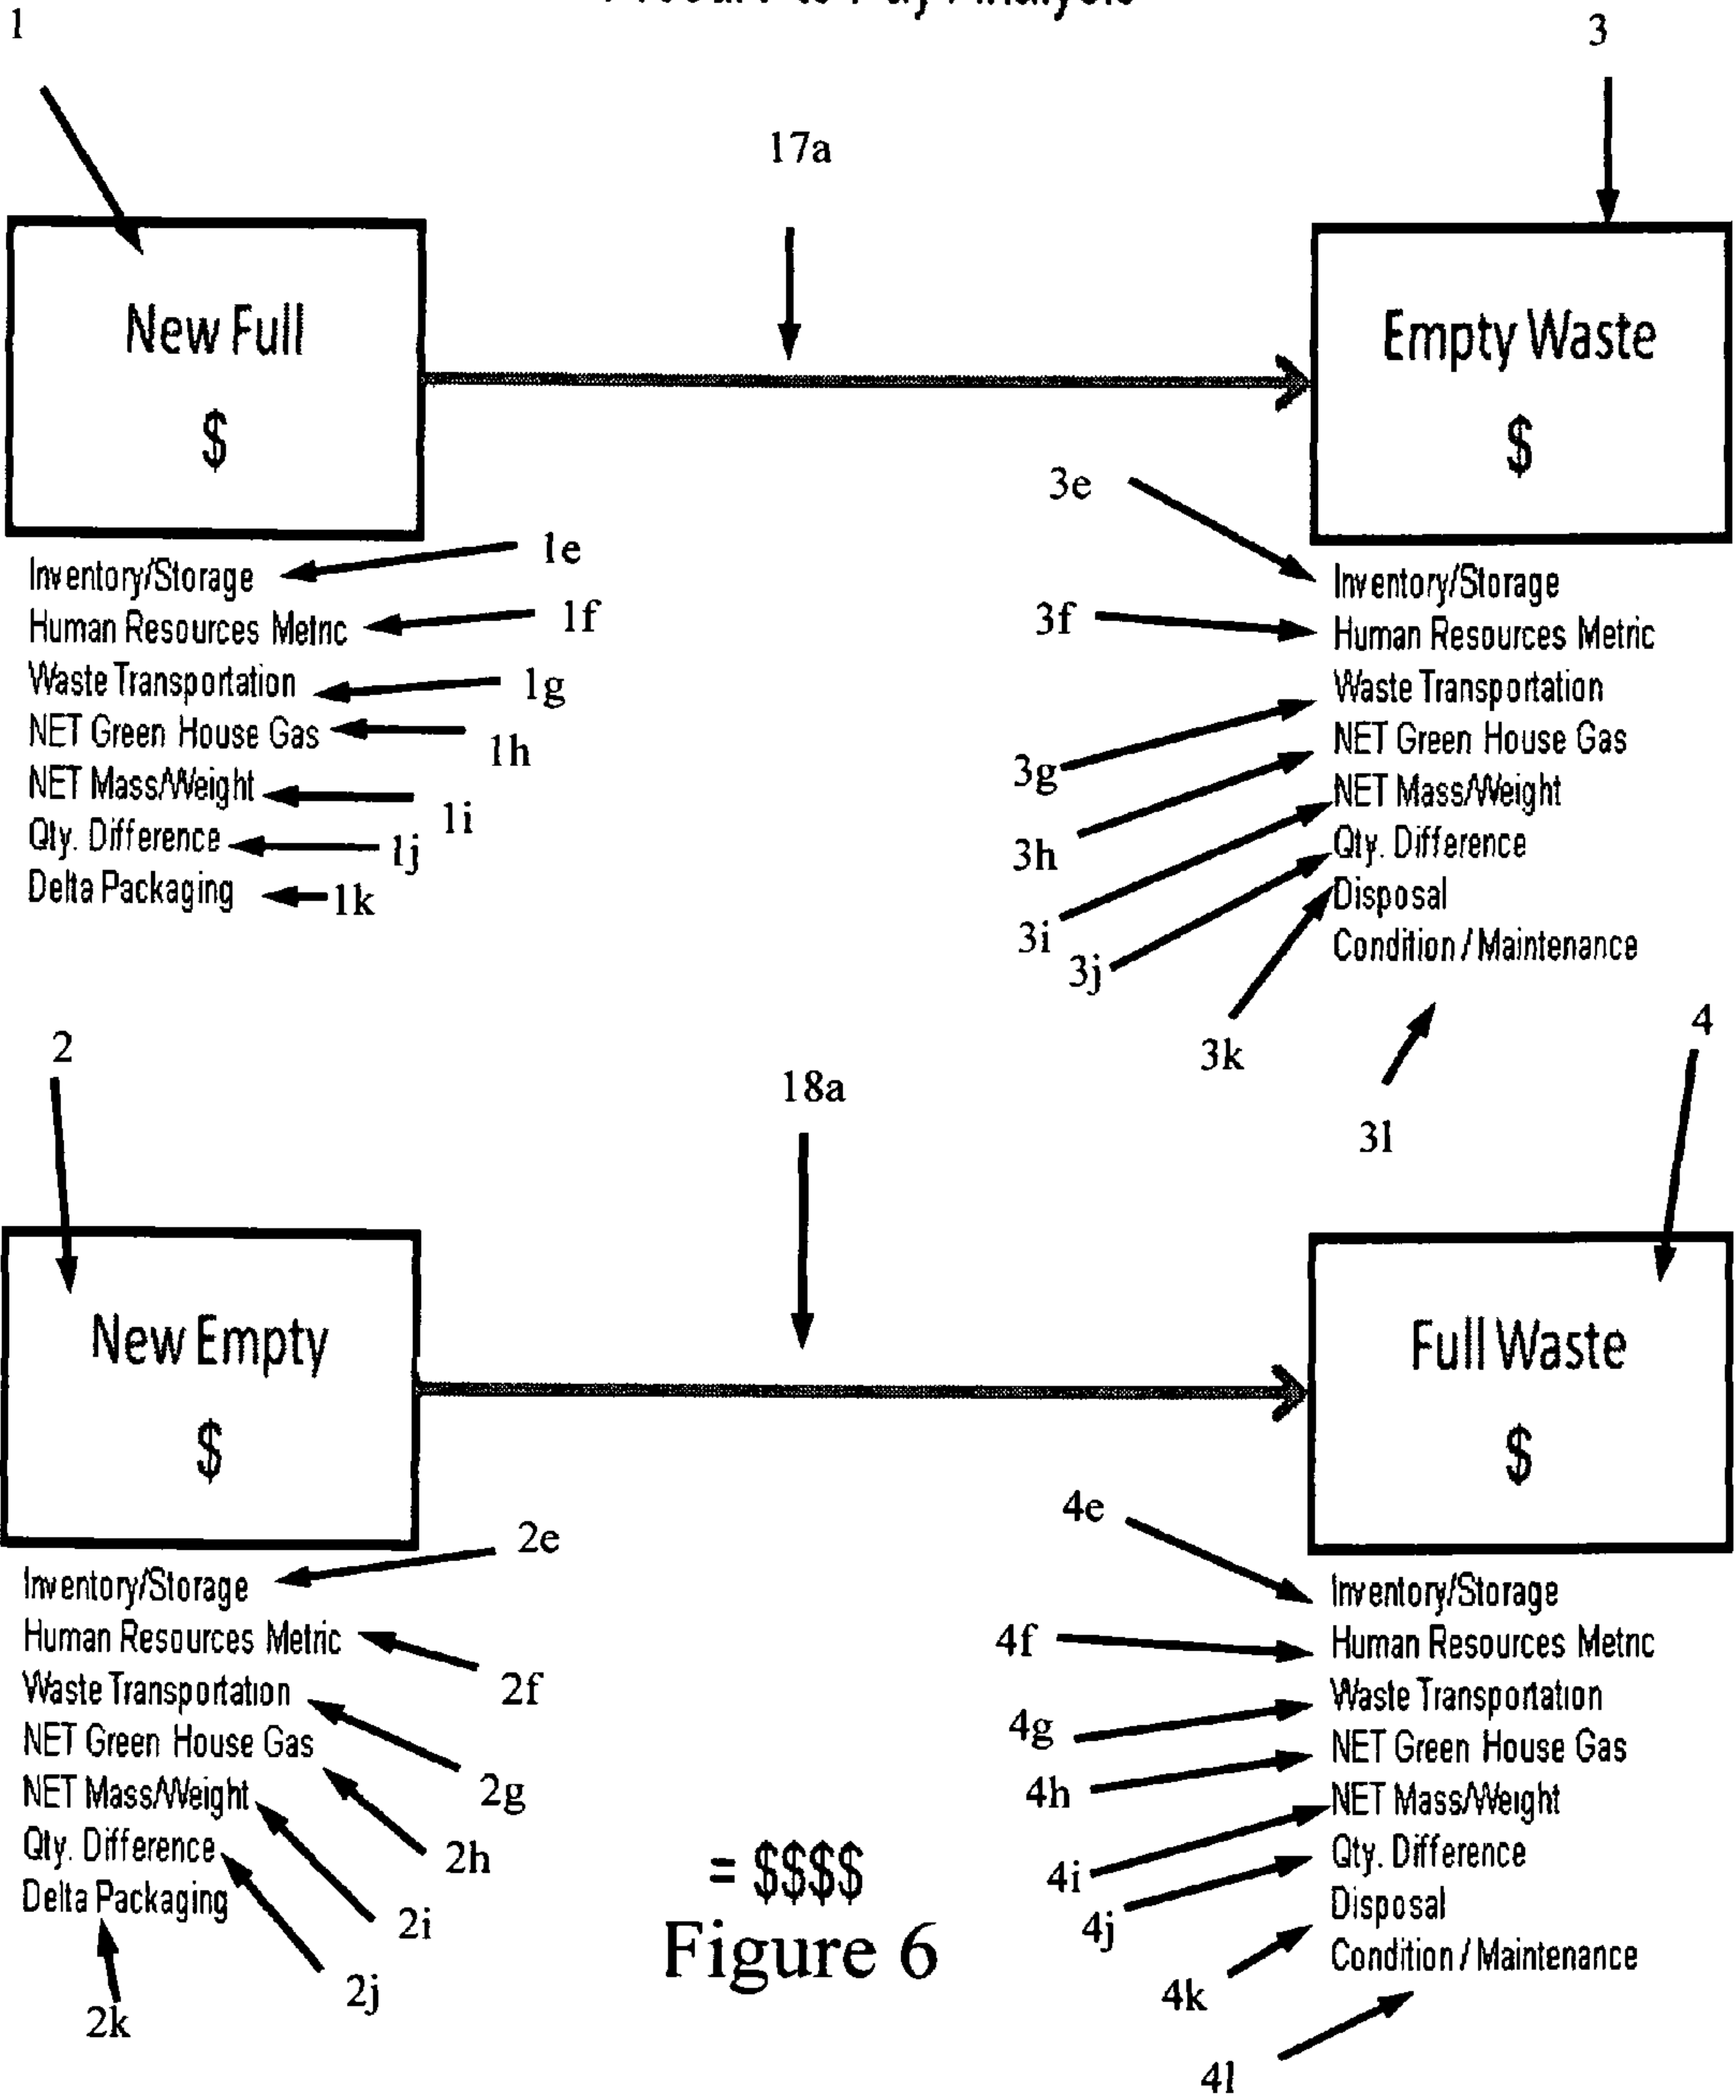 1
3
17a
New Full
$
Empty Waste
$
1e
Inventory/Storage
1f
Human Resources Metric
1g
Waste Transportation
1h
NET Green House Gas
1i
NET Mass/Weight
1j
Qty. Difference
1k
Delta Packaging
3e
Inventory/Storage
3f
Human Resources Metric
3g
Waste Transportation
3h
NET Green House Gas
3i
NET Mass/Weight
3j
Qty. Difference
3k
Disposal
3l
Condition / Maintenance
2
18a
4
New Empty
$
Full Waste
$
2e
Inventory/Storage
2f
Human Resources Metric
2g
Waste Transportation
2h
NET Green House Gas
2i
NET Mass/Weight
2j
Qty. Difference
2k
Delta Packaging
4e
Inventory/Storage
4f
Human Resources Metric
4g
Waste Transportation
4h
NET Green House Gas
4i
NET Mass/Weight
4j
Qty. Difference
4k
Disposal
4l
Condition / Maintenance
= $$$$
Figure 6